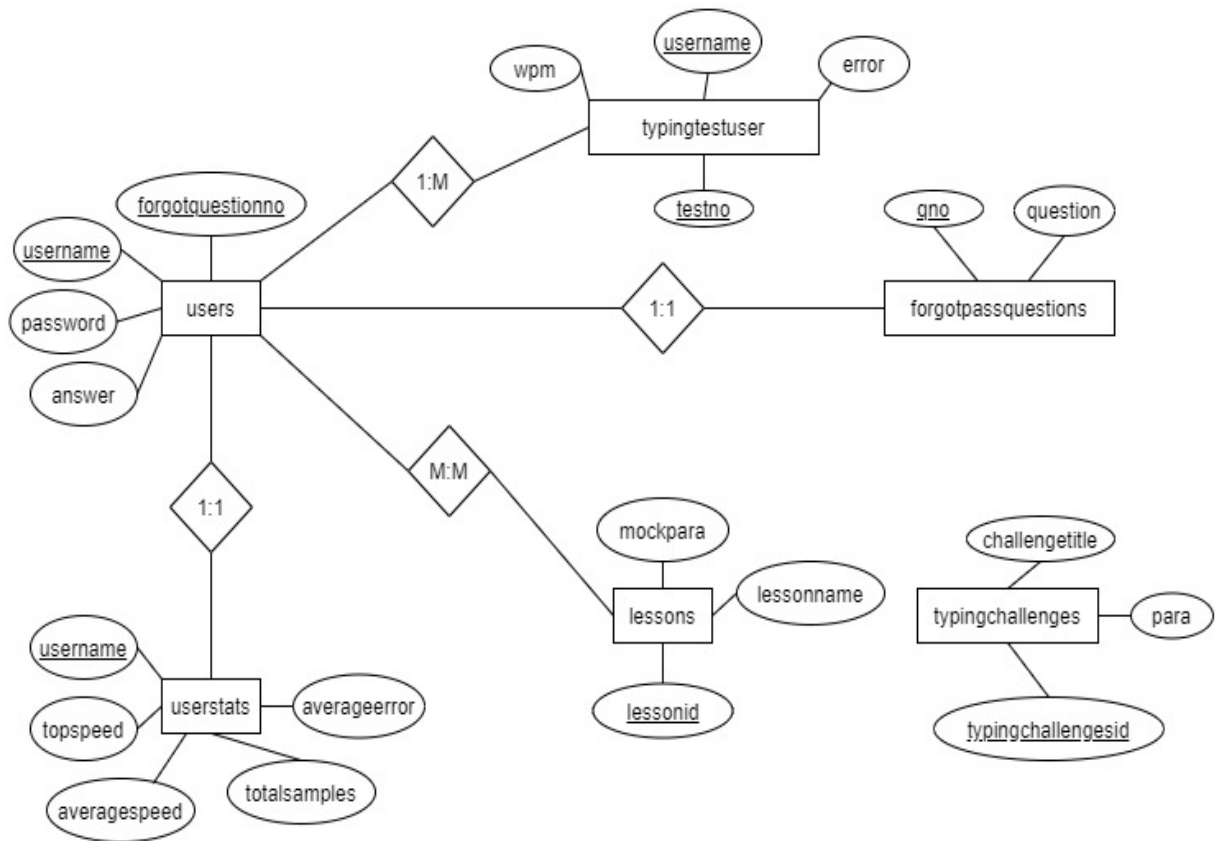 username
wpm
error
typingtestuser
1:M
testno
forgotquestionno
qno
question
username
users
1:1
forgotpassquestions
password
answer
M:M
1:1
mockpara
challengetitle
lessonname
lessons
typingchallenges
para
username
lessonid
userstats
averageerror
topspeed
typingchallengesid
totalsamples
averagespeed